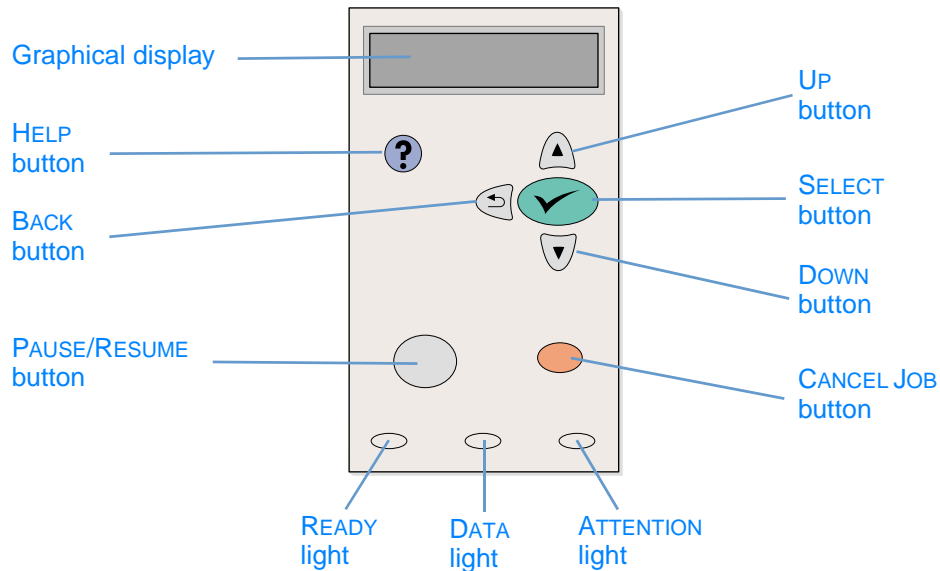 Graphical display
HELP
button
BACK
button
PAUSE/RESUME
button
UP
button
SELECT
button
DOWN
button
CANCEL JOB
button
?
READY
light
DATA
light
ATTENTION
light